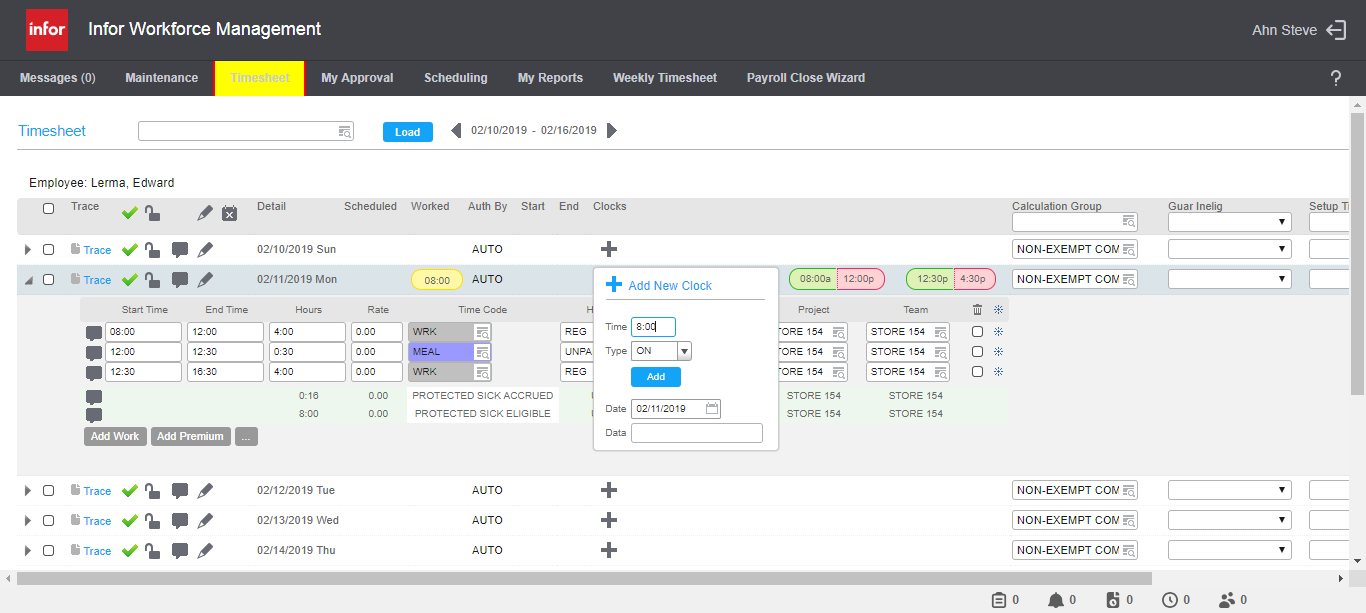 infor Infor Workforce Management Ahn Steve
Messages (0) Maintenance Timesheet My Approval Scheduling My Reports Weekly Timesheet Payroll Close Wizard ?
Timesheet Load 02/10/2019 - 02/16/2019
Employee: Lerma, Edward
Trace Detail Scheduled Worked Auth By Start End Clocks Calculation Group Guar Inelig Setup Ti
Trace 02/10/2019 Sun AUTO NON-EXEMPT COM
Trace 02/11/2019 Mon 08:00 AUTO 08:00a 12:00p 12:30p 4:30p NON-EXEMPT COM
Start Time End Time Hours Rate Time Code H Project Team
08:00 12:00 4:00 0.00 WRK REG TORE 154 STORE 154
12:00 12:30 0:30 0.00 MEAL UNPA TORE 154 STORE 154
12:30 16:30 4:00 0.00 WRK REG TORE 154 STORE 154
0:16 0.00 PROTECTED SICK ACCRUED STORE 154 STORE 154
8:00 0.00 PROTECTED SICK ELIGIBLE STORE 154 STORE 154
Add Work Add Premium ...
Add New Clock
Time 8:00
Type ON
Add
Date 02/11/2019
Data
Trace 02/12/2019 Tue AUTO NON-EXEMPT COM
Trace 02/13/2019 Wed AUTO NON-EXEMPT COM
Trace 02/14/2019 Thu AUTO NON-EXEMPT COM
0 0 0 0 0